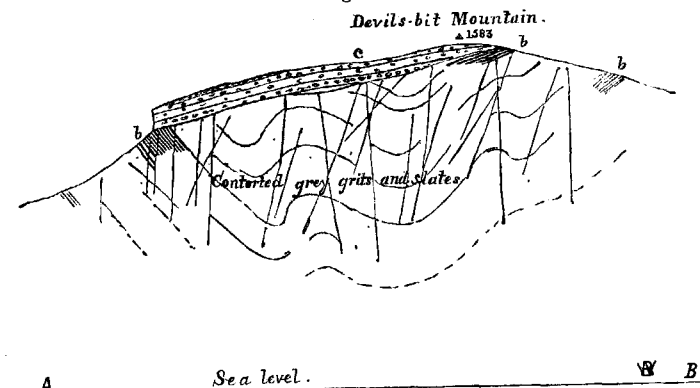 Devils-bit Mountain.
▲1583
c
b
b
b
Contorted grey grits and slates
A
Sea level.
B